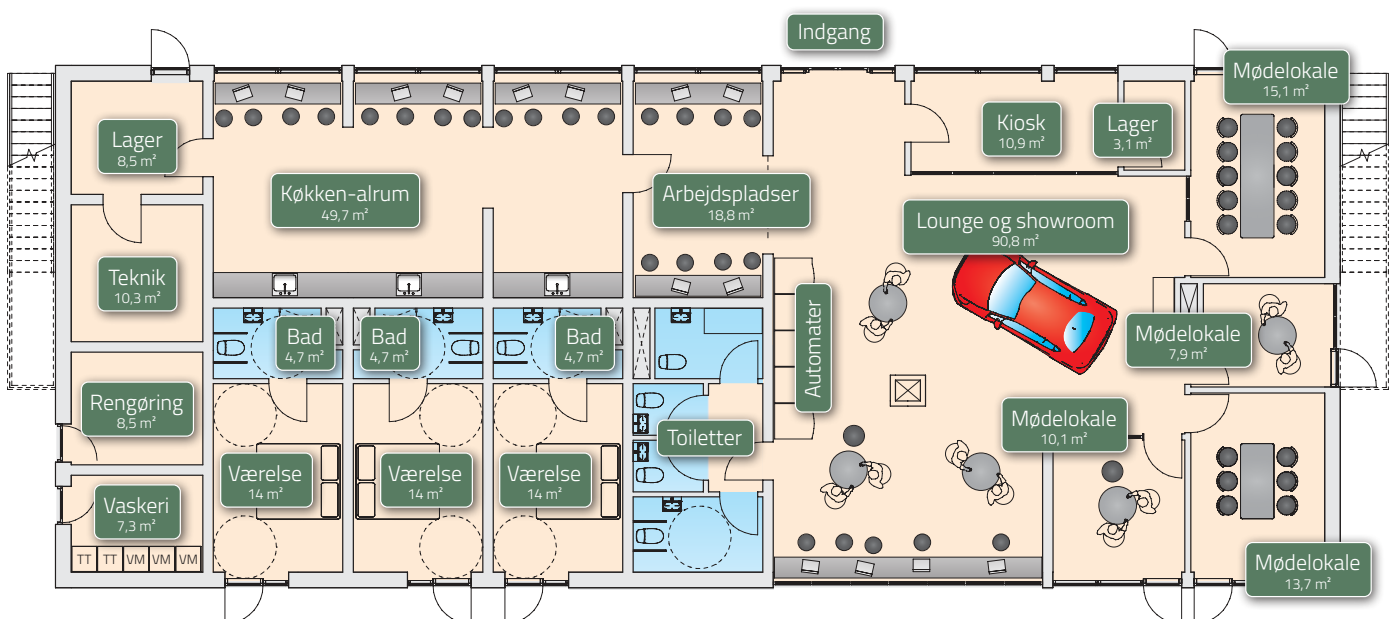 Indgang
Mødelokale
15,1 m²
Lager
8,5 m²
Kiosk
10,9 m²
Lager
3,1 m²
Køkken-alrum
49,7 m²
Arbejdspladser
18,8 m²
Lounge og showroom
90,8 m²
Teknik
10,3 m²
Bad
4,7 m²
Bad
4,7 m²
Bad
4,7 m²
Automater
Mødelokale
7,9 m²
Rengøring
8,5 m²
Mødelokale
10,1 m²
Toiletter
Værelse
14 m²
Værelse
14 m²
Værelse
14 m²
Vaskeri
7,3 m²
TT TT VM VM VM
Mødelokale
13,7 m²